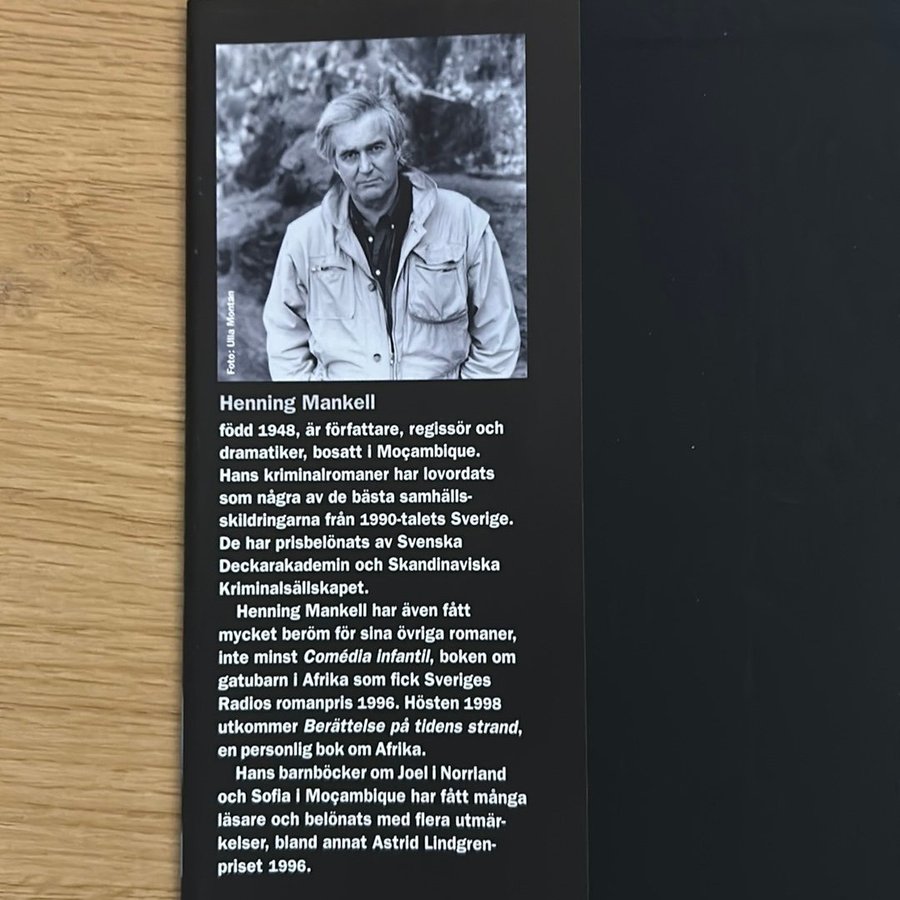 Foto: Ulla Montan
Henning Mankell
född 1948, är författare, regissör och
dramatiker, bosatt i Moçambique.
Hans kriminalromaner har lovordats
som några av de bästa samhälls-
skildringarna från 1990-talets Sverige.
De har prisbelönats av Svenska
Deckarakademin och Skandinaviska
Kriminalsällskapet.
Henning Mankell har även fått
mycket beröm för sina övriga romaner,
inte minst Comédia infantil, boken om
gatubarn i Afrika som fick Sveriges
Radios romanpris 1996. Hösten 1998
utkommer Berättelse på tidens strand,
en personlig bok om Afrika.
Hans barnböcker om Joel i Norrland
och Sofia i Moçambique har fått många
läsare och belönats med flera utmär-
kelser, bland annat Astrid Lindgren-
priset 1996.